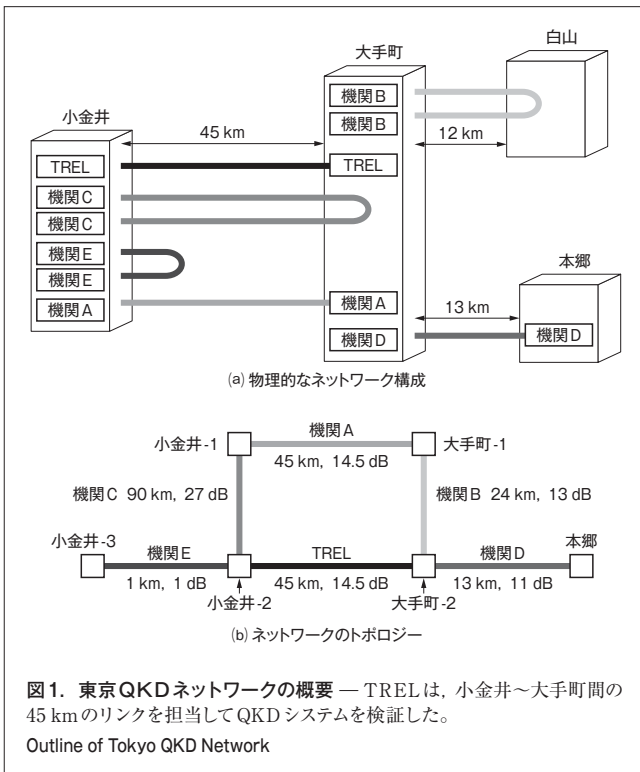 白山
大手町
小金井
機関B
機関B
45 km
12 km
TREL
TREL
機関C
機関C
機関E
機関E
機関A
機関A
機関D
本郷
13 km
機関D
(a) 物理的なネットワーク構成
小金井-1
機関A
大手町-1
45 km, 14.5 dB
機関C 90 km, 27 dB
機関B 24 km, 13 dB
小金井-3
機関E
TREL
機関D
本郷
1 km, 1 dB
45 km, 14.5 dB
13 km, 11 dB
小金井-2
大手町-2
(b) ネットワークのトポロジー
図1. 東京QKDネットワークの概要 — TRELは,小金井~大手町間の
45 kmのリンクを担当してQKDシステムを検証した。
Outline of Tokyo QKD Network